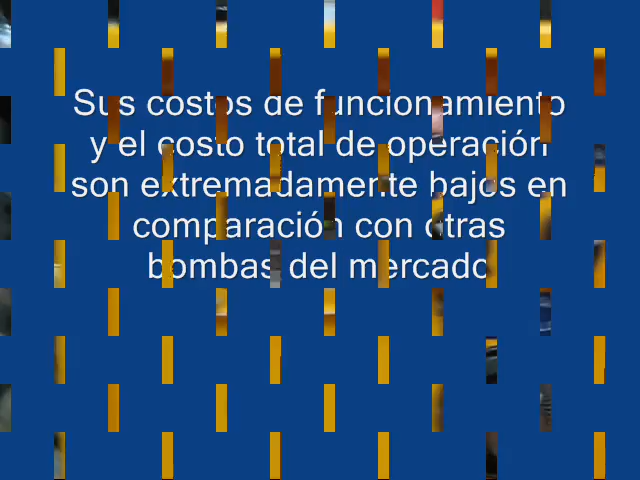 Sus costos de funcionamiento
y el costo total de operación
son extremadamente bajos en
comparación con otras
bombas del mercado